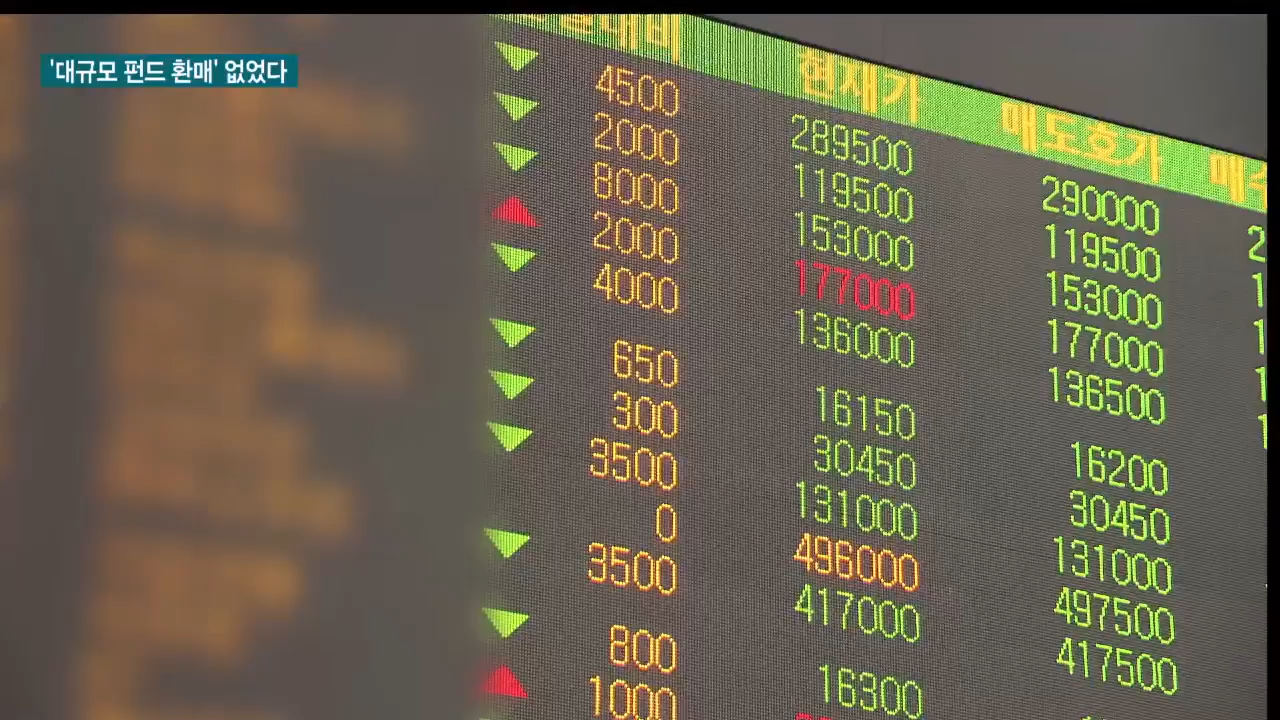 '대규모 펀드 환매' 없었다
현재가 매도호가
▼ 4500 289500 290000
▼ 2000 119500 119500
▼ 8000 153000 153000
▲ 2000 177000 177000
▼ 4000 136000 136500
▼ 650 16150 16200
▼ 300 30450 30450
▼ 3500 131000 131000
0 496000 497500
▼ 3500 417000 417500
▼ 800 16300
▲ 1000